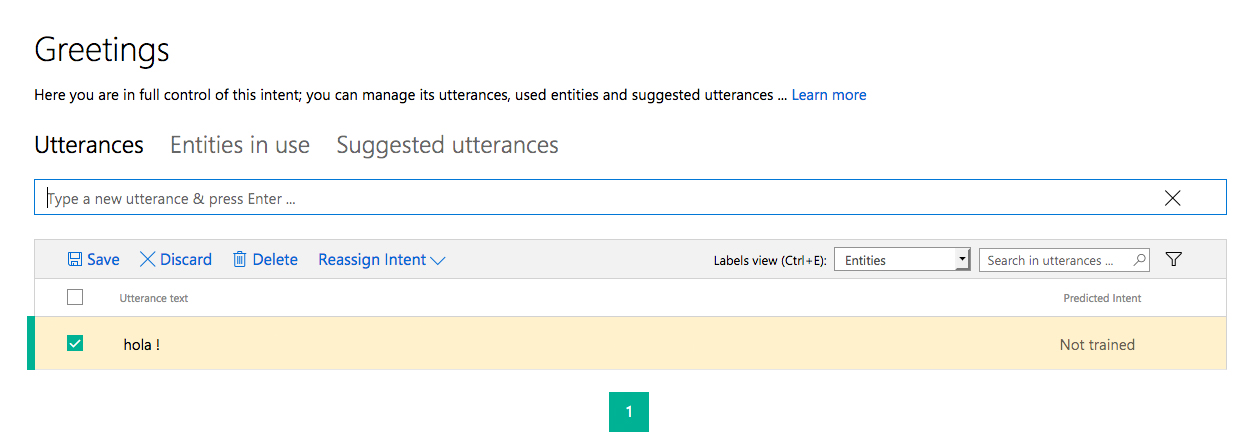 Greetings
Here you are in full control of this intent; you can manage its utterances, used entities and suggested utterances ... Learn more
Utterances Entities in use Suggested utterances
Type a new utterance & press Enter ...
Save Discard Delete Reassign Intent Labels view (Ctrl+E): Entities Search in utterances ...
Utterance text Predicted Intent
hola ! Not trained
1